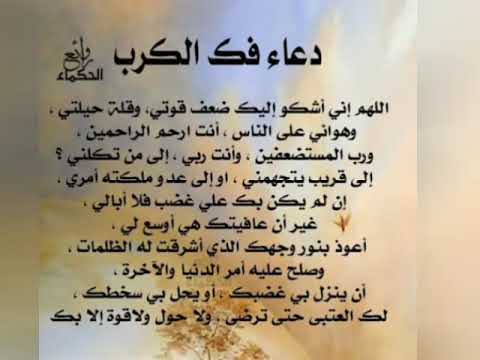 دعاء فك الكرب
روائع
الحكماء
اللهم إني أشكو إليك ضعف قوتي، وقلة حيلتي ،
وهواني على الناس ، أنت ارحم الراحمين ،
ورب المستضعفين ، وأنت ربي ، إلى من تكلني ؟
إلى قريب يتجهمني ، او إلى عدو ملكته أمري ،
إن لم يكن بك علي غضب فلا أبالي ،
غير أن عافيتك هي أوسع لي ،
أعوذ بنور وجهك الذي أشرقت له الظلمات ،
وصلح عليه أمر الدنيا والآخرة ،
أن ينزل بي غضبك ، أو يحل بي سخطك ،
لك العتبى حتى ترضى ، ولا حول ولاقوة إلا بك